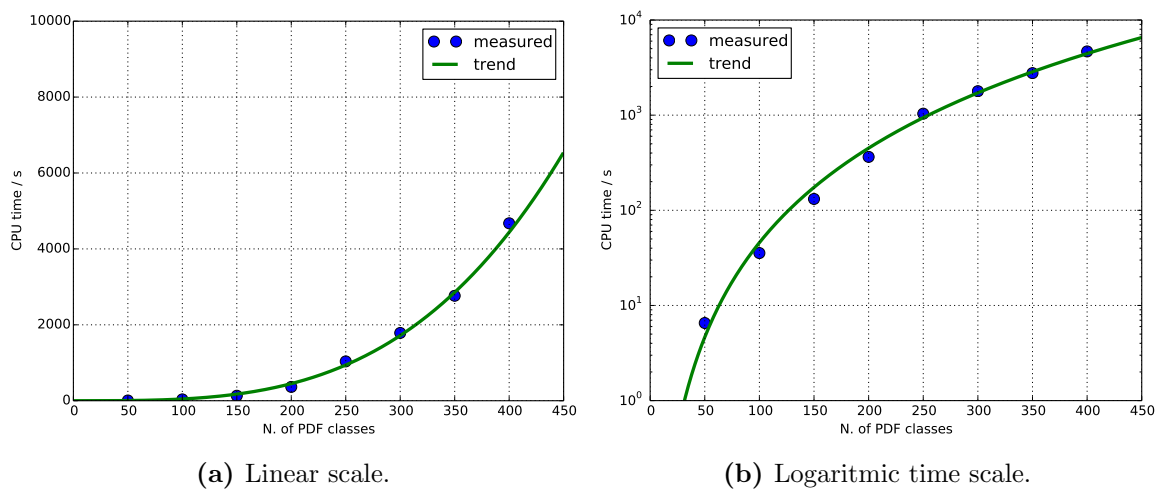 10000
8000
6000
4000
2000
0
0 50 100 150 200 250 300 350 400 450
CPU time / s
N. of PDF classes
measured
trend
(a) Linear scale.
10^4
10^3
10^2
10^1
10^0
0 50 100 150 200 250 300 350 400 450
CPU time / s
N. of PDF classes
measured
trend
(b) Logaritmic time scale.